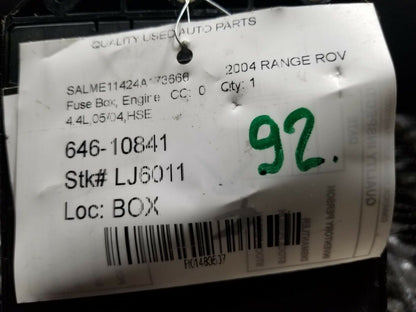 QUALITY USED AUTO PARTS
2004 RANGE ROV
Fuse Box, Engine CC: 0 Qty: 1
4.4L,05/04,HSE
646-10841
Stk# LJ6011
Loc: BOX
92.